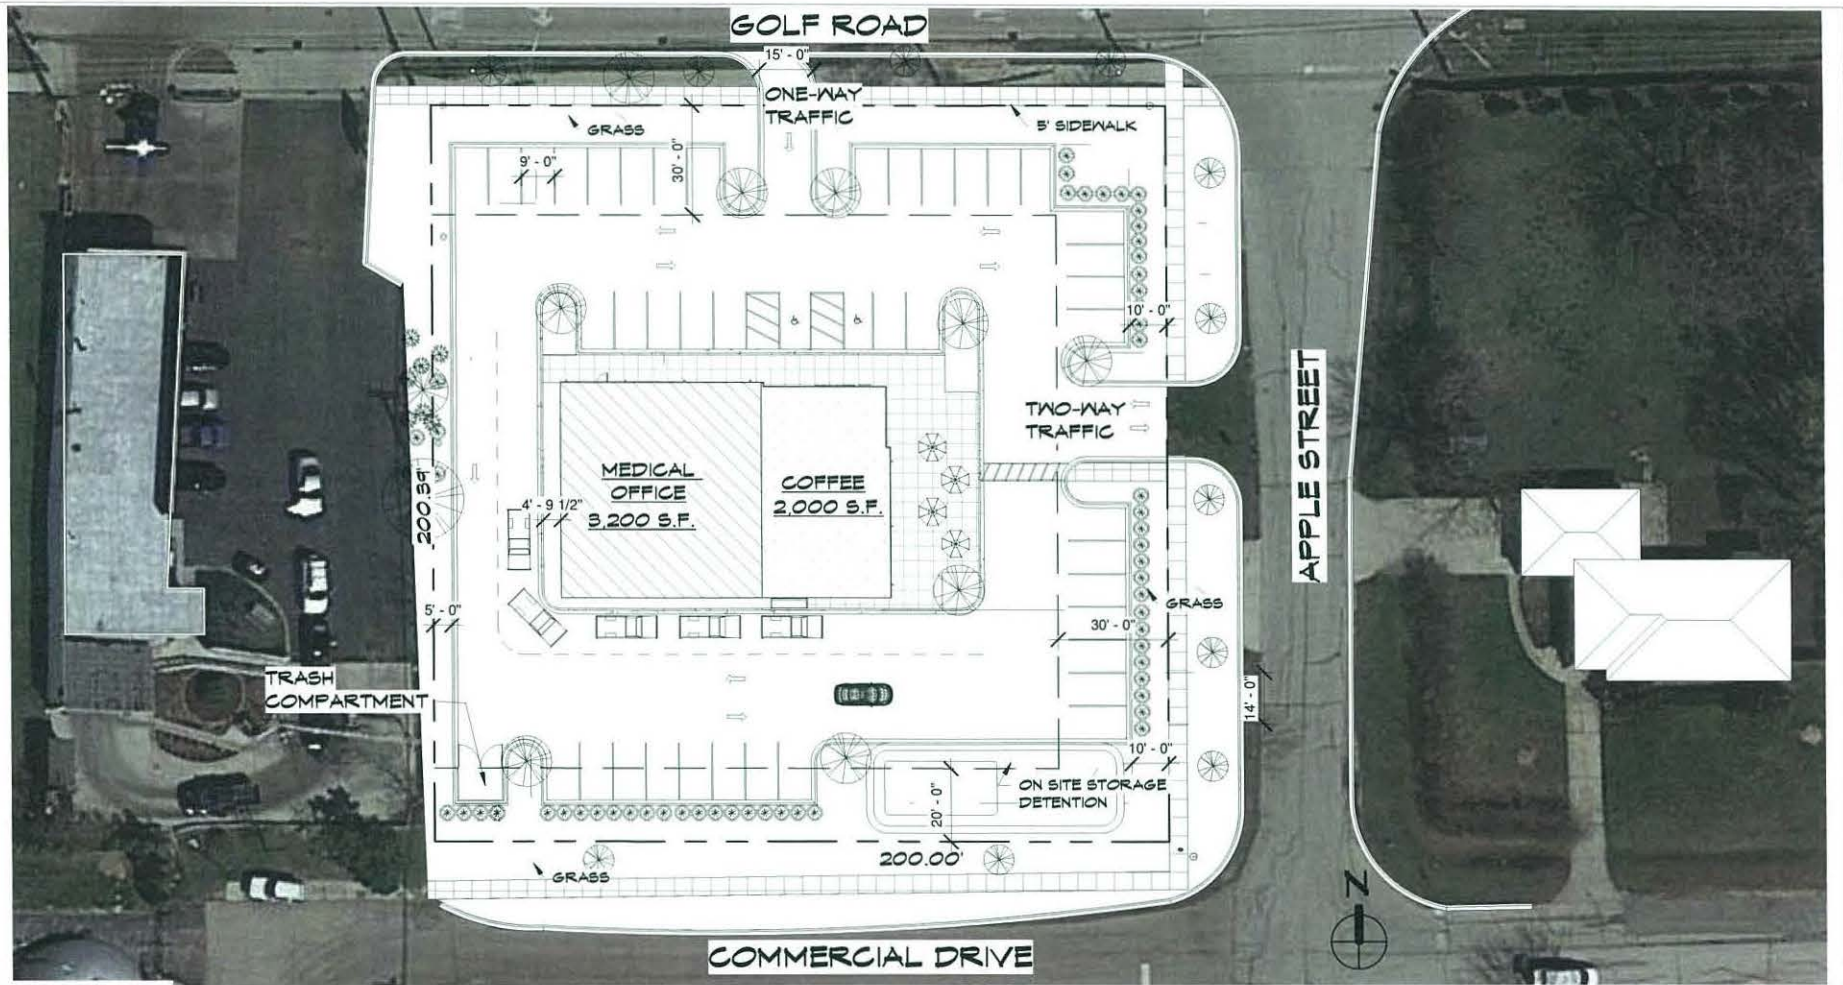 GOLF ROAD
15' - 0"
ONE-WAY
TRAFFIC
GRASS
5' SIDEWALK
9' - 0"
30' - 0"
10' - 0"
TWO-WAY
TRAFFIC
APPLE STREET
MEDICAL
OFFICE
3,200 S.F.
COFFEE
2,000 S.F.
4' - 9 1/2"
200.39'
5' - 0"
GRASS
30' - 0"
TRASH
COMPARTMENT
14' - 0"
10' - 0"
ON SITE STORAGE
DETENTION
20' - 0"
200.00'
GRASS
N
COMMERCIAL DRIVE